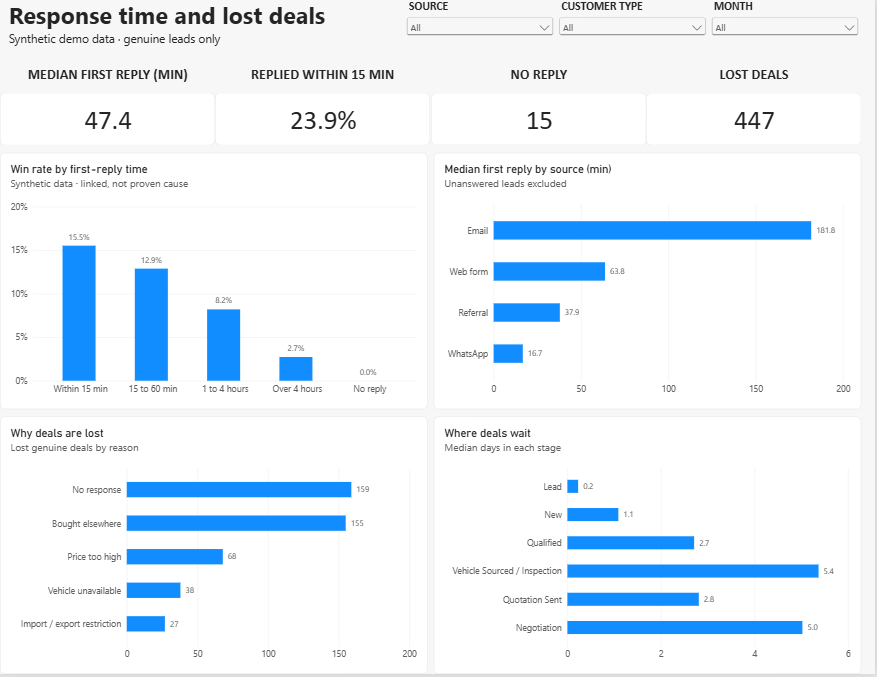 Response time and lost deals
Synthetic demo data · genuine leads only
SOURCE
All
CUSTOMER TYPE
All
MONTH
All
MEDIAN FIRST REPLY (MIN)
47.4
REPLIED WITHIN 15 MIN
23.9%
NO REPLY
15
LOST DEALS
447
Win rate by first-reply time
Synthetic data · linked, not proven cause
20%
15%
10%
5%
0%
15.5%
12.9%
8.2%
2.7%
0.0%
Within 15 min
15 to 60 min
1 to 4 hours
Over 4 hours
No reply
Median first reply by source (min)
Unanswered leads excluded
Email 181.8
Web form 63.8
Referral 37.9
WhatsApp 16.7
0 50 100 150 200
Why deals are lost
Lost genuine deals by reason
No response 159
Bought elsewhere 155
Price too high 68
Vehicle unavailable 38
Import / export restriction 27
0 50 100 150 200
Where deals wait
Median days in each stage
Lead 0.2
New 1.1
Qualified 2.7
Vehicle Sourced / Inspection 5.4
Quotation Sent 2.8
Negotiation 5.0
0 2 4 6